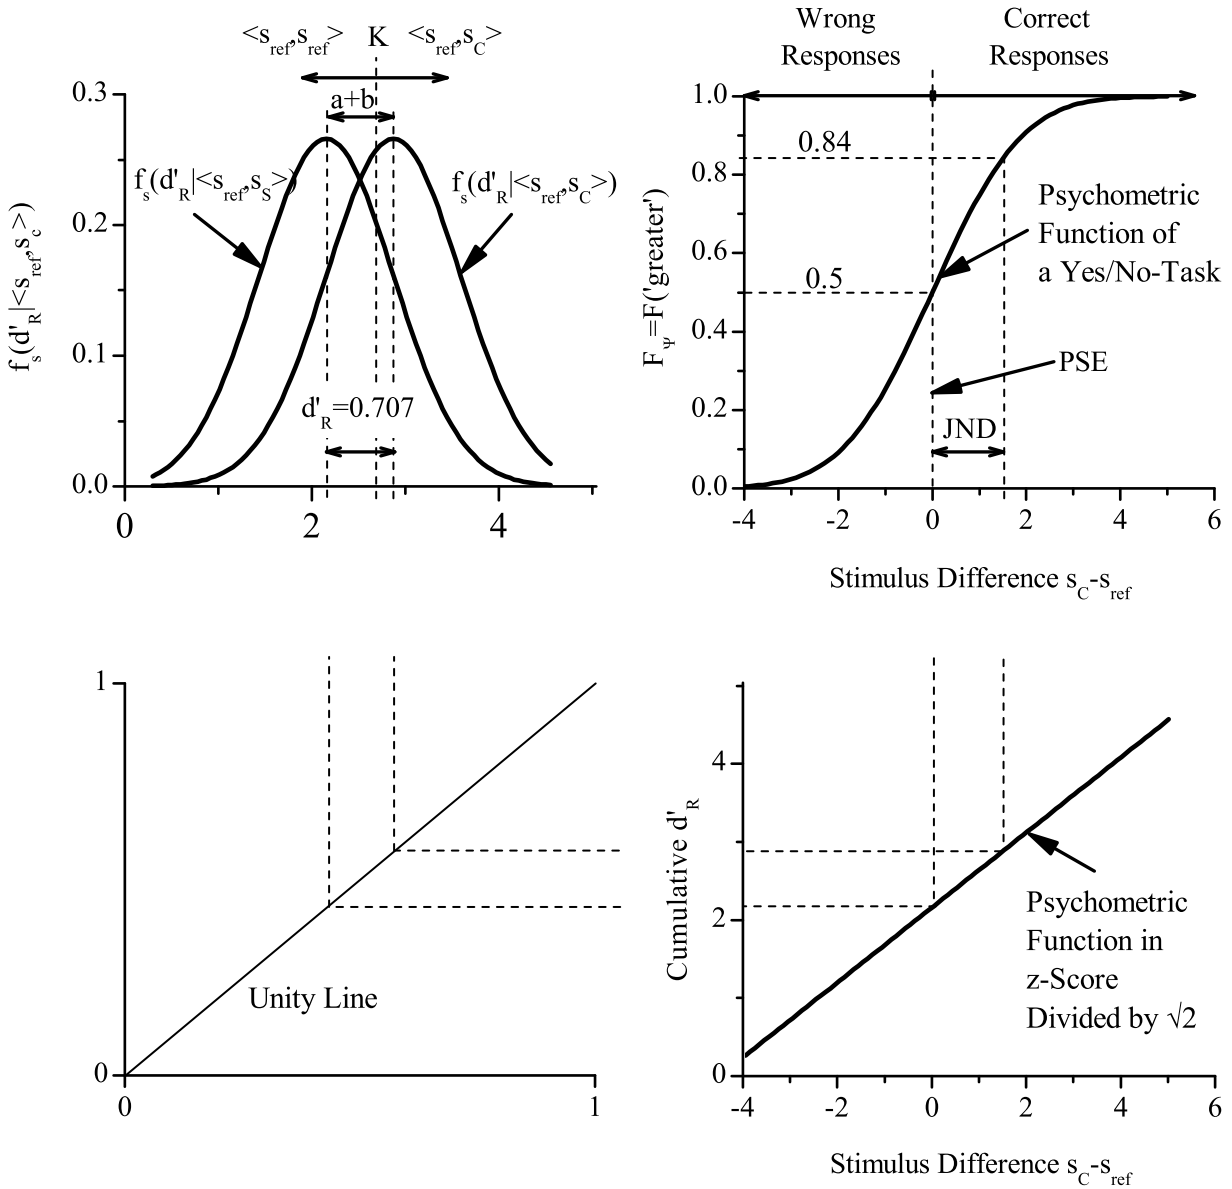 <s_ref,s_ref> K <s_ref,s_C>
a+b
0.3
f_s(d'_R|<s_ref,s_S>) f_s(d'_R|<s_ref,s_C>)
0.2
f_s(d'_R|<s_ref,s_c>)
0.1
d'_R=0.707
0.0
0 2 4
Wrong Responses
Correct Responses
1.0
0.84
0.8
Psychometric
Function of
a Yes/No-Task
0.6
F_Ψ=F('greater')
0.5
0.4
PSE
0.2
JND
0.0
-4 -2 0 2 4 6
Stimulus Difference s_C-s_ref
1
Unity Line
0
0 1
4
Cumulative d'_R
2
Psychometric
Function in
z-Score
Divided by √2
0
-4 -2 0 2 4 6
Stimulus Difference s_C-s_ref